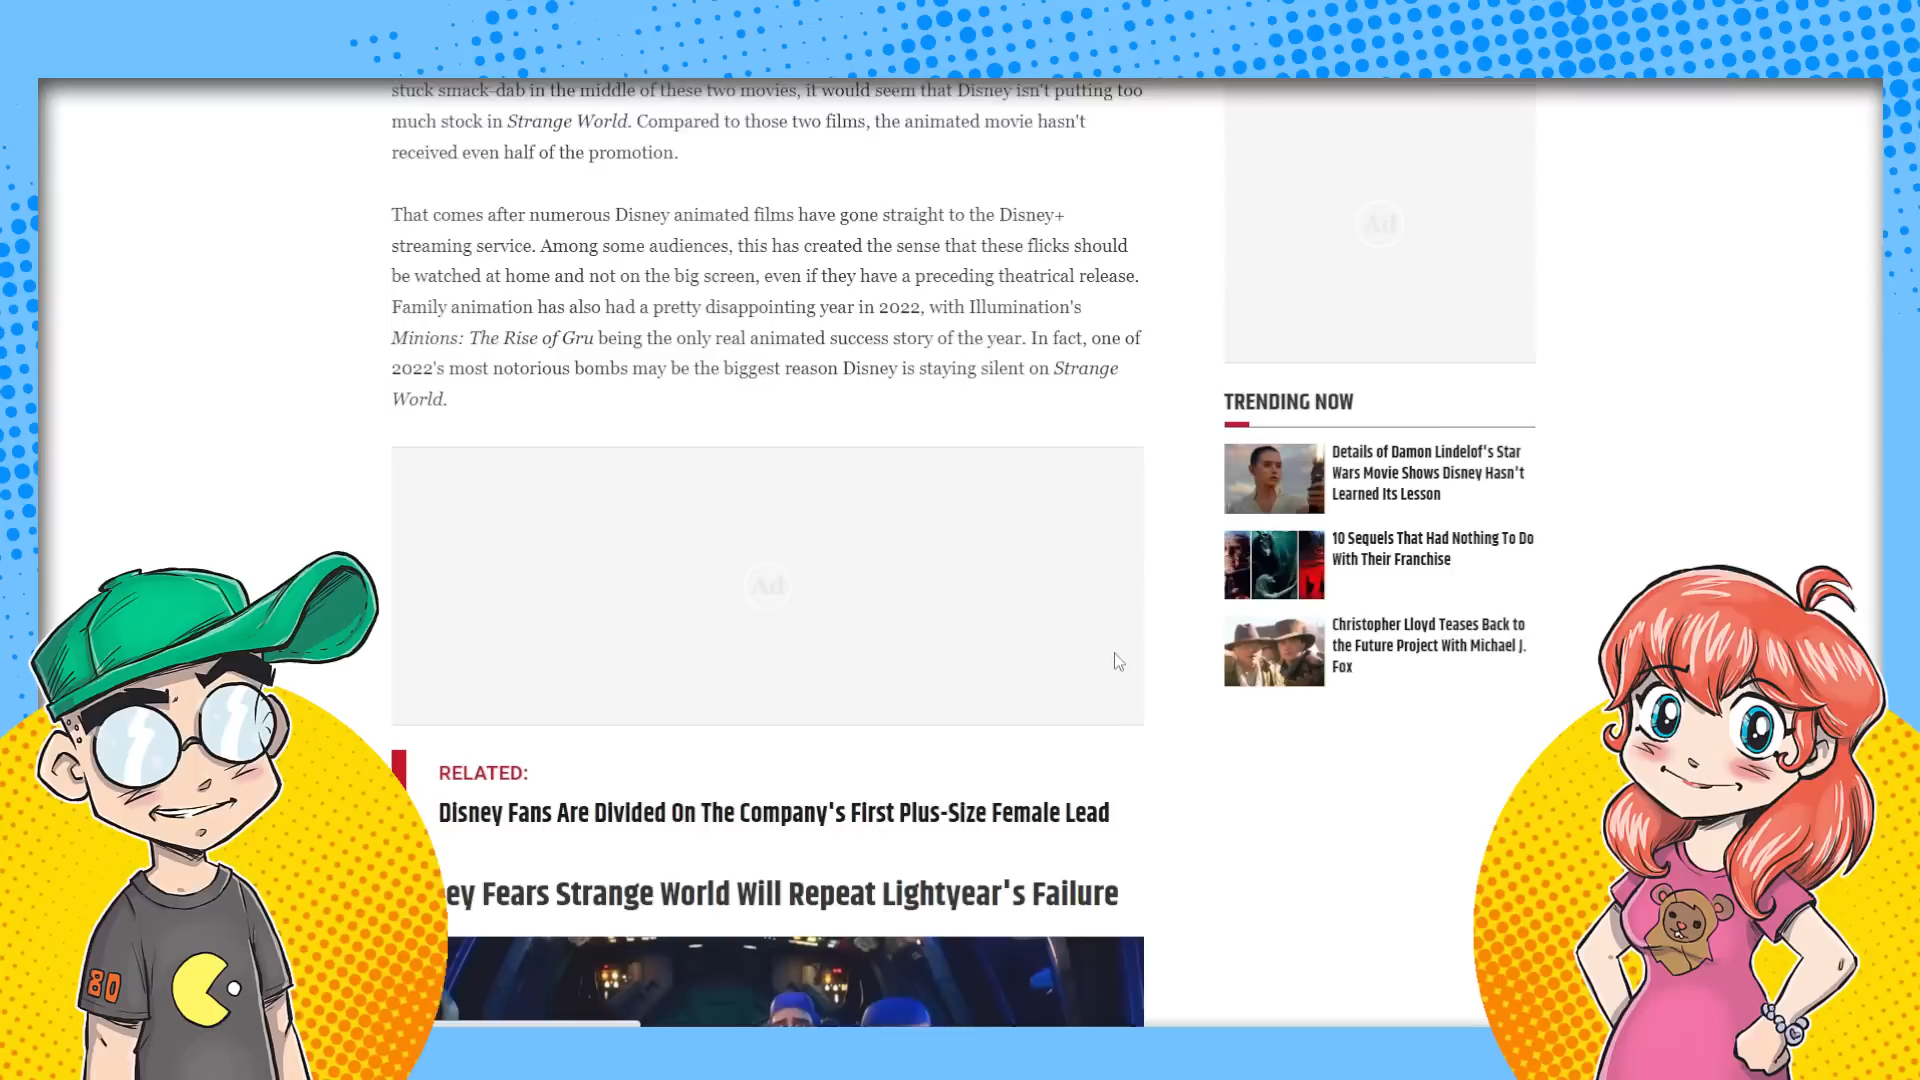 stuck smack-dab in the middle of these two movies, it would seem that Disney isn't putting too
much stock in Strange World. Compared to those two films, the animated movie hasn't
received even half of the promotion.
That comes after numerous Disney animated films have gone straight to the Disney+
streaming service. Among some audiences, this has created the sense that these flicks should
be watched at home and not on the big screen, even if they have a preceding theatrical release.
Family animation has also had a pretty disappointing year in 2022, with Illumination's
Minions: The Rise of Gru being the only real animated success story of the year. In fact, one of
2022's most notorious bombs may be the biggest reason Disney is staying silent on Strange
World.
Ad
RELATED:
Disney Fans Are Divided On The Company's First Plus-Size Female Lead
ey Fears Strange World Will Repeat Lightyear's Failure
Ad
TRENDING NOW
Details of Damon Lindelof's Star
Wars Movie Shows Disney Hasn't
Learned Its Lesson
10 Sequels That Had Nothing To Do
With Their Franchise
Christopher Lloyd Teases Back to
the Future Project With Michael J.
Fox
80